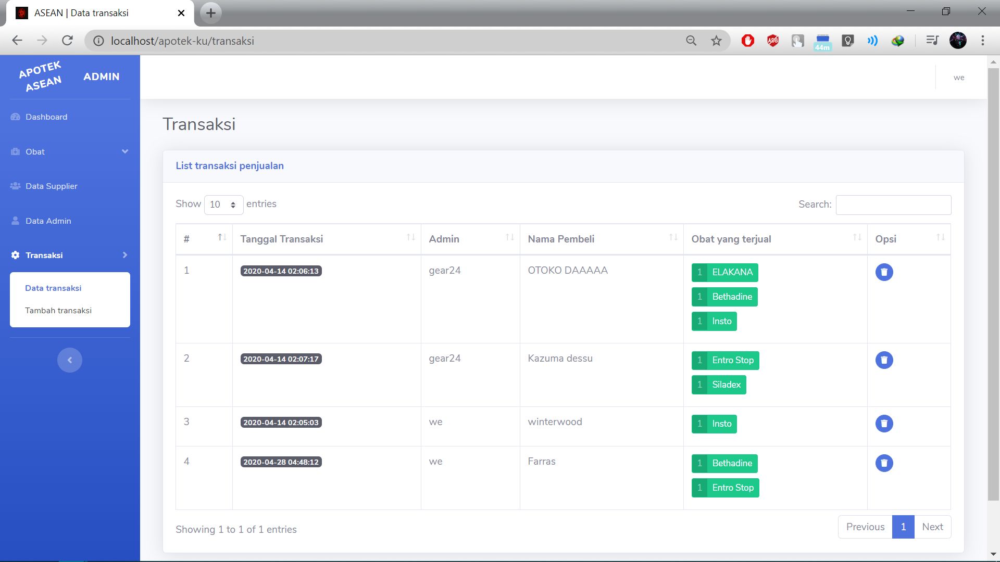 ASEAN | Data transaksi
localhost/apotek-ku/transaksi
44m
APOTEK
ASEAN
ADMIN
we
Dashboard
Obat
Data Supplier
Data Admin
Transaksi
Data transaksi
Tambah transaksi
Transaksi
List transaksi penjualan
Show 10 entries
Search:
# Tanggal Transaksi Admin Nama Pembeli Obat yang terjual Opsi
1 2020-04-14 02:06:13 gear24 OTOKO DAAAAA 1 ELAKANA
1 Bethadine
1 Insto
2 2020-04-14 02:07:17 gear24 Kazuma dessu 1 Entro Stop
1 Siladex
3 2020-04-14 02:05:03 we winterwood 1 Insto
4 2020-04-28 04:48:12 we Farras 1 Bethadine
1 Entro Stop
Showing 1 to 1 of 1 entries
Previous 1 Next